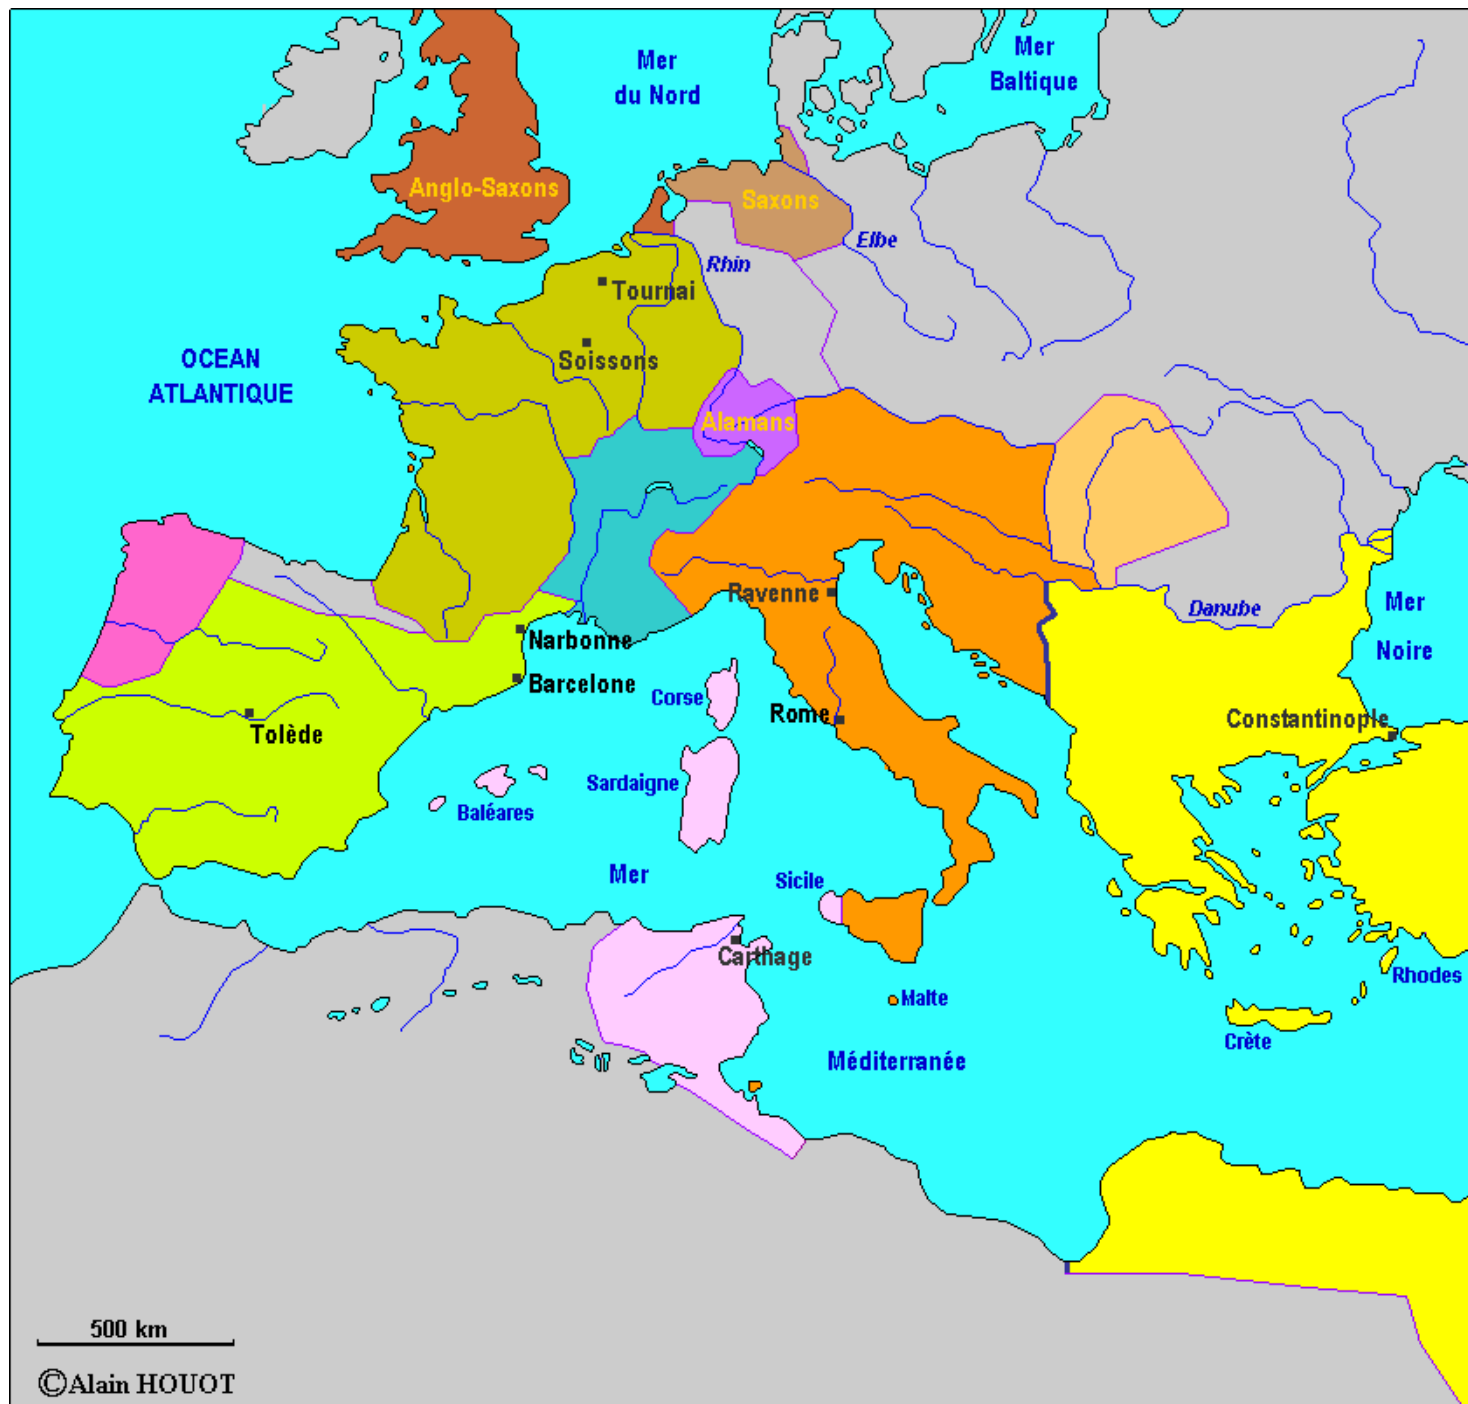 Mer
du Nord
Mer
Baltique
Anglo-Saxons
Saxons
Elbe
Rhin
Tournai
Soissons
OCEAN
ATLANTIQUE
Alamans
Ravenne
Danube
Mer
Noire
Narbonne
Barcelone
Corse
Rome
Constantinople
Tolède
Sardaigne
Baléares
Mer
Sicile
Carthage
Malte
Rhodes
Crète
Méditerranée
500 km
©Alain HOUOT